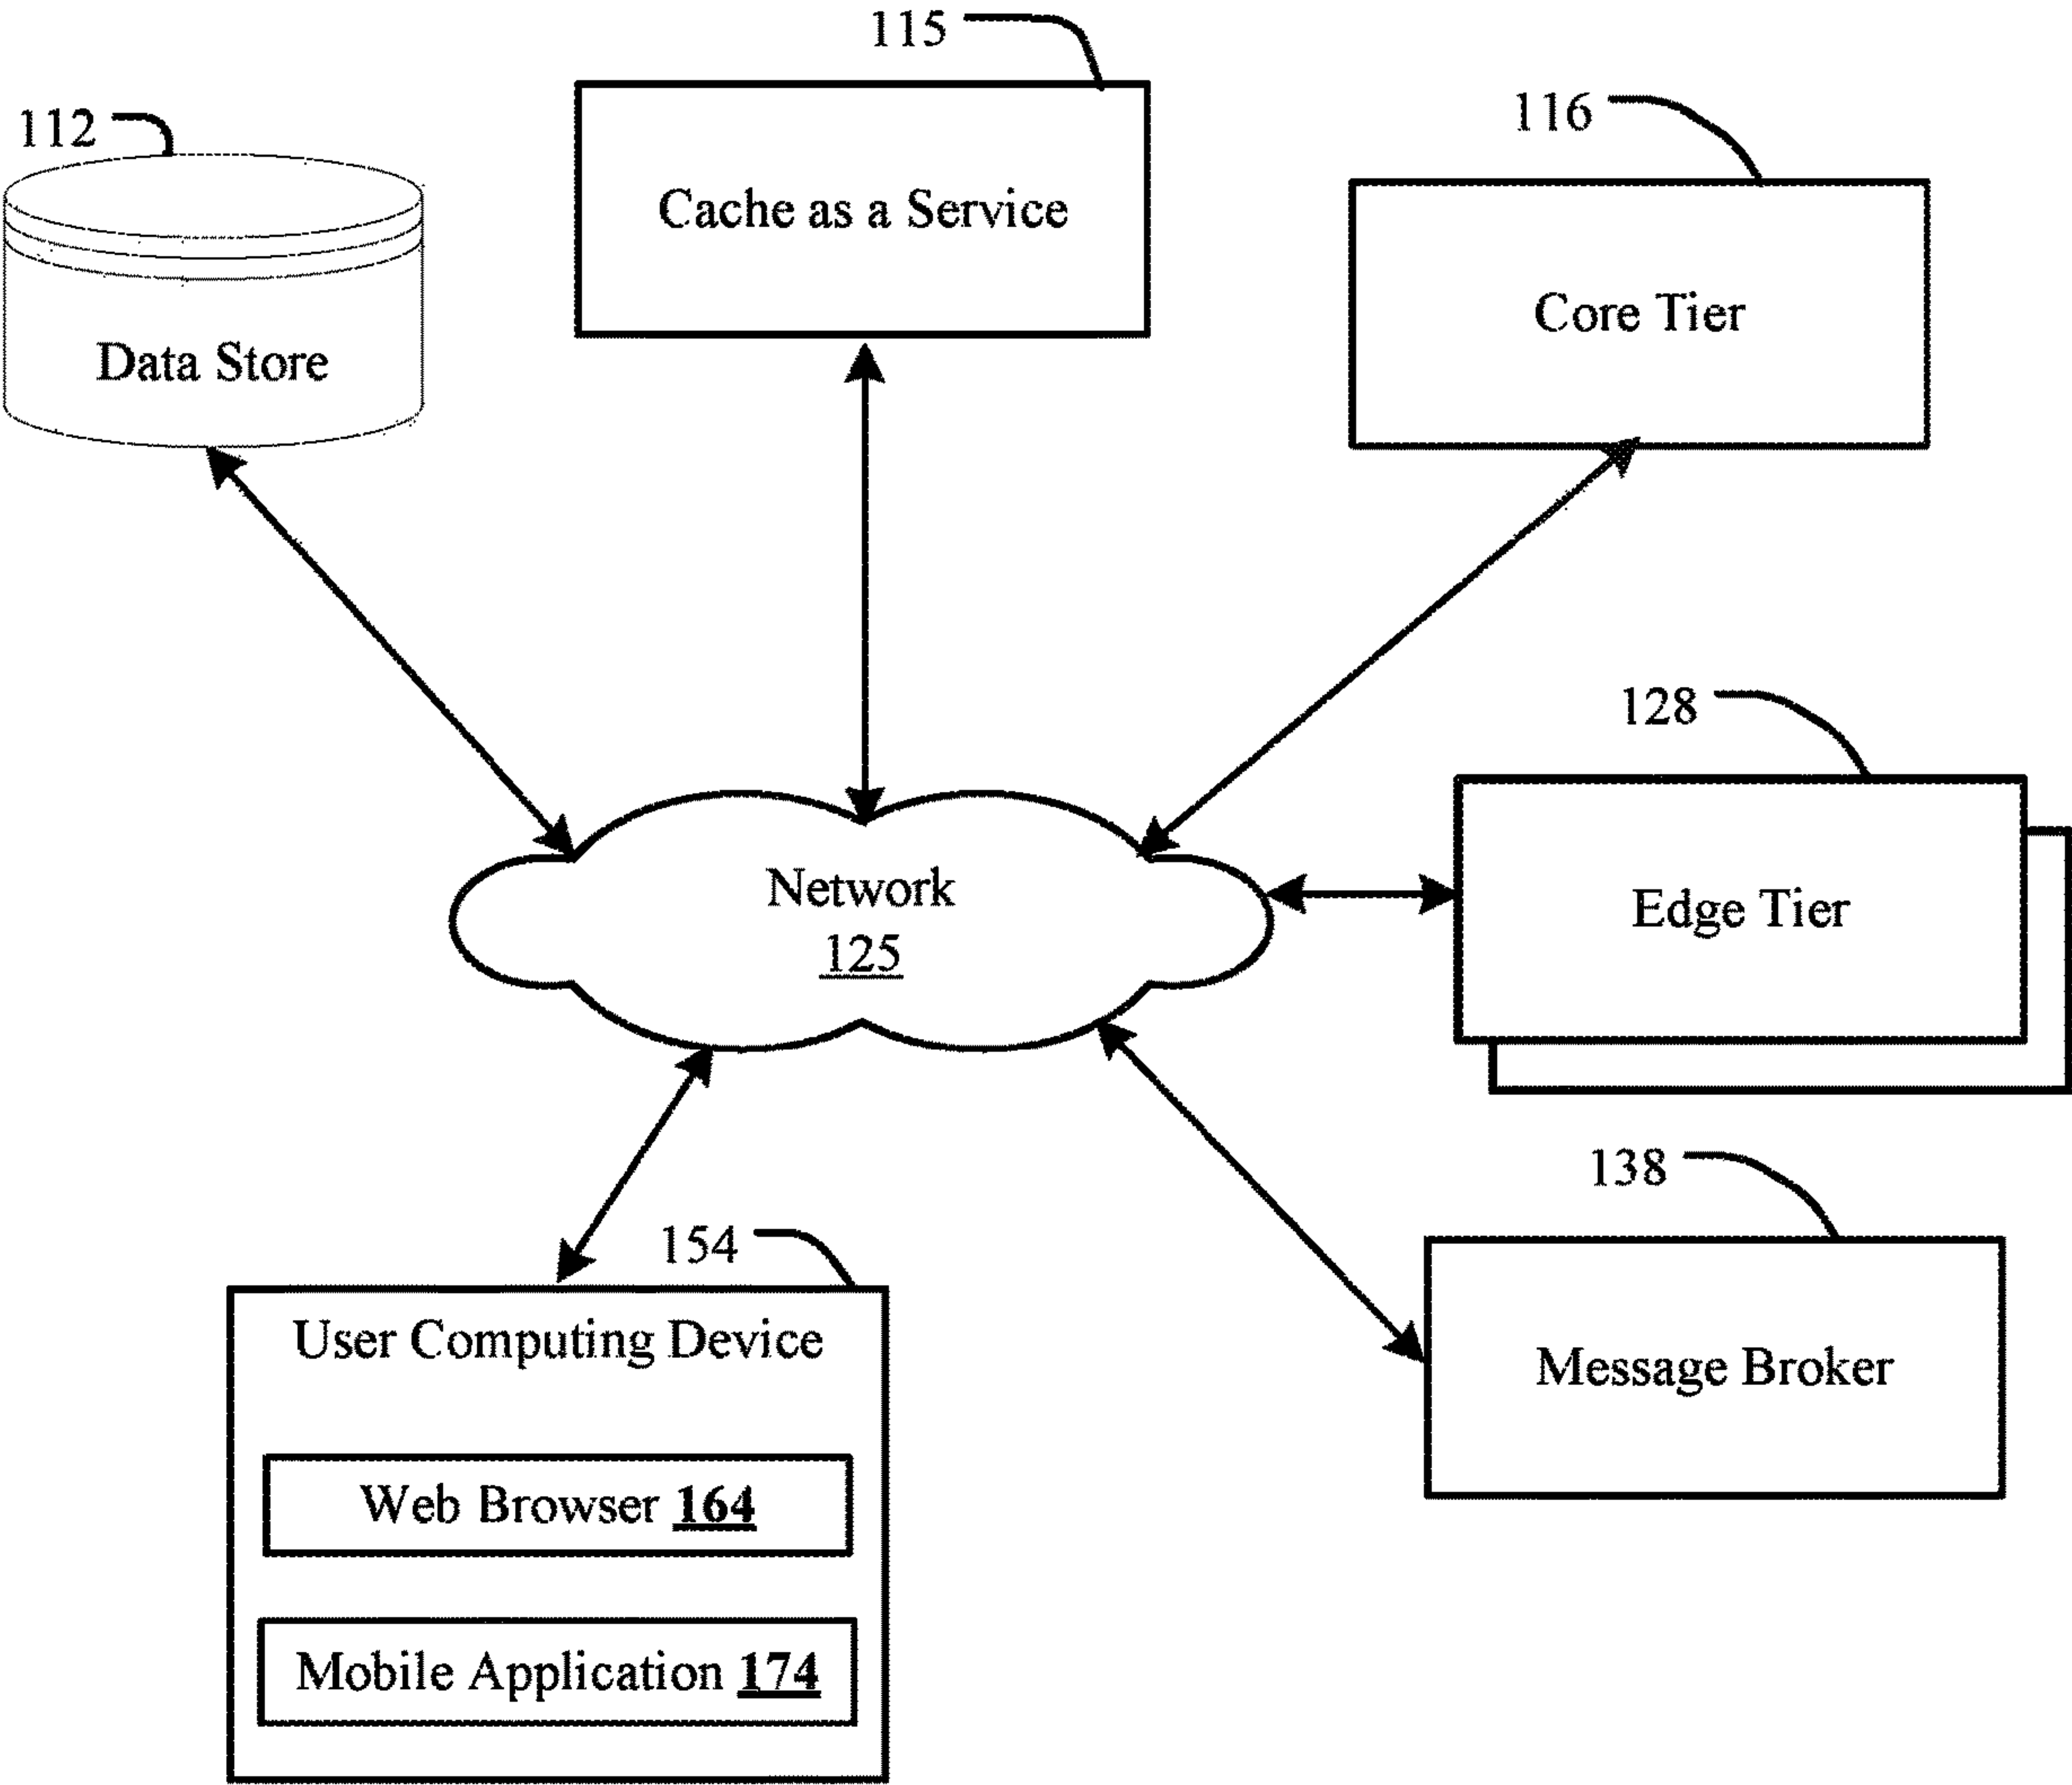 115
112
116
Cache as a Service
Core Tier
Data Store
128
Network
125
Edge Tier
138
154
User Computing Device
Message Broker
Web Browser 164
Mobile Application 174